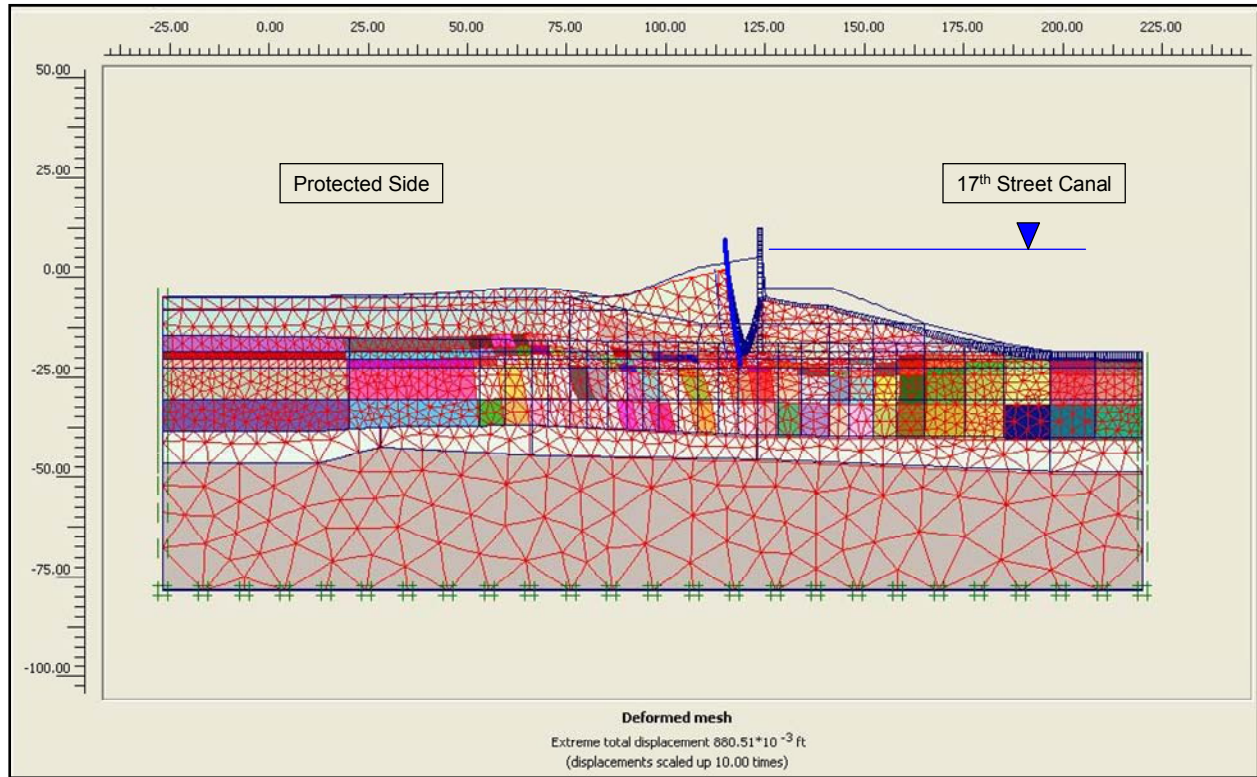 -25.00 0.00 25.00 50.00 75.00 100.00 125.00 150.00 175.00 200.00 225.00
50.00
25.00
Protected Side
17th Street Canal
0.00
-25.00
-50.00
-75.00
-100.00
Deformed mesh
Extreme total displacement 880.51*10 -3 ft
(displacements scaled up 10.00 times)